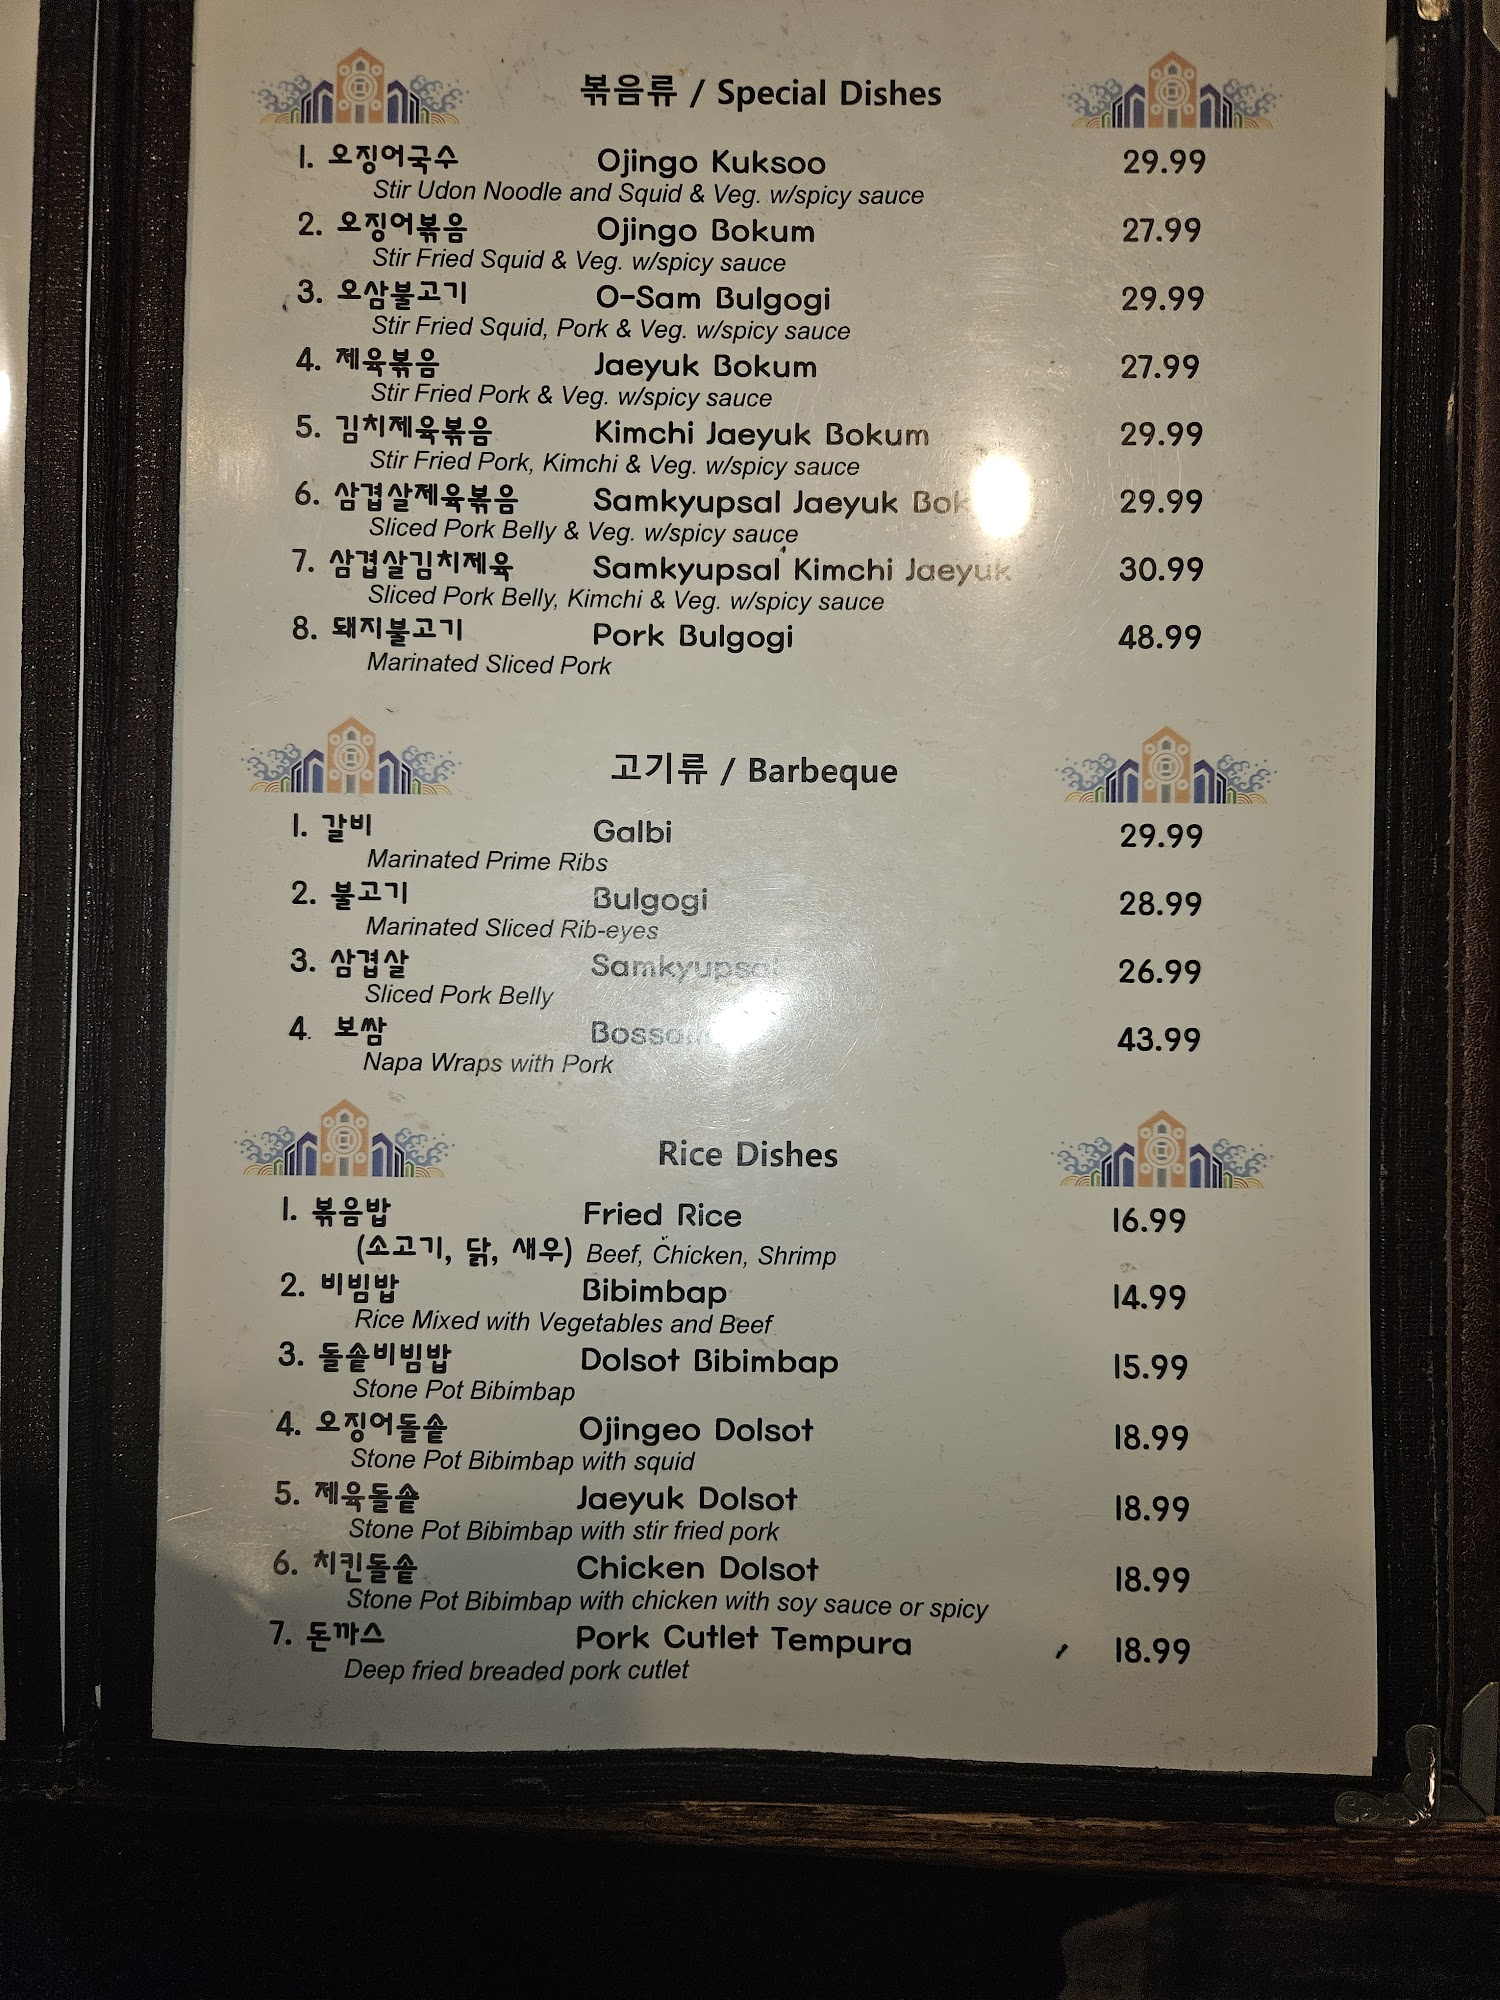 볶음류 / Special Dishes
1. 오징어국수 Ojingo Kuksoo 29.99
Stir Udon Noodle and Squid & Veg. w/spicy sauce
2. 오징어볶음 Ojingo Bokum 27.99
Stir Fried Squid & Veg. w/spicy sauce
3. 오삼불고기 O-Sam Bulgogi 29.99
Stir Fried Squid, Pork & Veg. w/spicy sauce
4. 제육볶음 Jaeyuk Bokum 27.99
Stir Fried Pork & Veg. w/spicy sauce
5. 김치제육볶음 Kimchi Jaeyuk Bokum 29.99
Stir Fried Pork, Kimchi & Veg. w/spicy sauce
6. 삼겹살제육볶음 Samkyupsal Jaeyuk 29.99
Sliced Pork Belly & Veg. w/spicy sauce
7. 삼겹살김치제육 Samkyupsal Kimchi Jaeyuk 30.99
Sliced Pork Belly, Kimchi & Veg. w/spicy sauce
8. 돼지불고기 Pork Bulgogi 48.99
Marinated Sliced Pork
고기류 / Barbeque
1. 갈비 Galbi 29.99
Marinated Prime Ribs
2. 불고기 Bulgogi 28.99
Marinated Sliced Rib-eyes
3. 삼겹살 Samkyupsal 26.99
Sliced Pork Belly
4. 보쌈 43.99
Napa Wraps with Pork
Rice Dishes
1. 볶음밥 Fried Rice 16.99
(소고기, 닭, 새우) Beef, Chicken, Shrimp
2. 비빔밥 Bibimbap 14.99
Rice Mixed with Vegetables and Beef
3. 돌솥비빔밥 Dolsot Bibimbap 15.99
Stone Pot Bibimbap
4. 오징어돌솥 Ojingeo Dolsot 18.99
Stone Pot Bibimbap with squid
5. 제육돌솥 Jaeyuk Dolsot 18.99
Stone Pot Bibimbap with stir fried pork
6. 치킨돌솥 Chicken Dolsot 18.99
Stone Pot Bibimbap with chicken with soy sauce or spicy
7. 돈까스 Pork Cutlet Tempura 18.99
Deep fried breaded pork cutlet